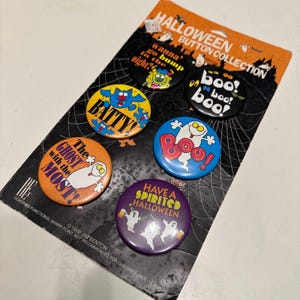 HALLOWEEN
BUTTON COLLECTION
wanna
go bump
in the
night?
boo!
boo!
boo!
BATTY!
BOO!
The
GHOST
with the
MOST!
HAVE A
SPIRITED
HALLOWEEN